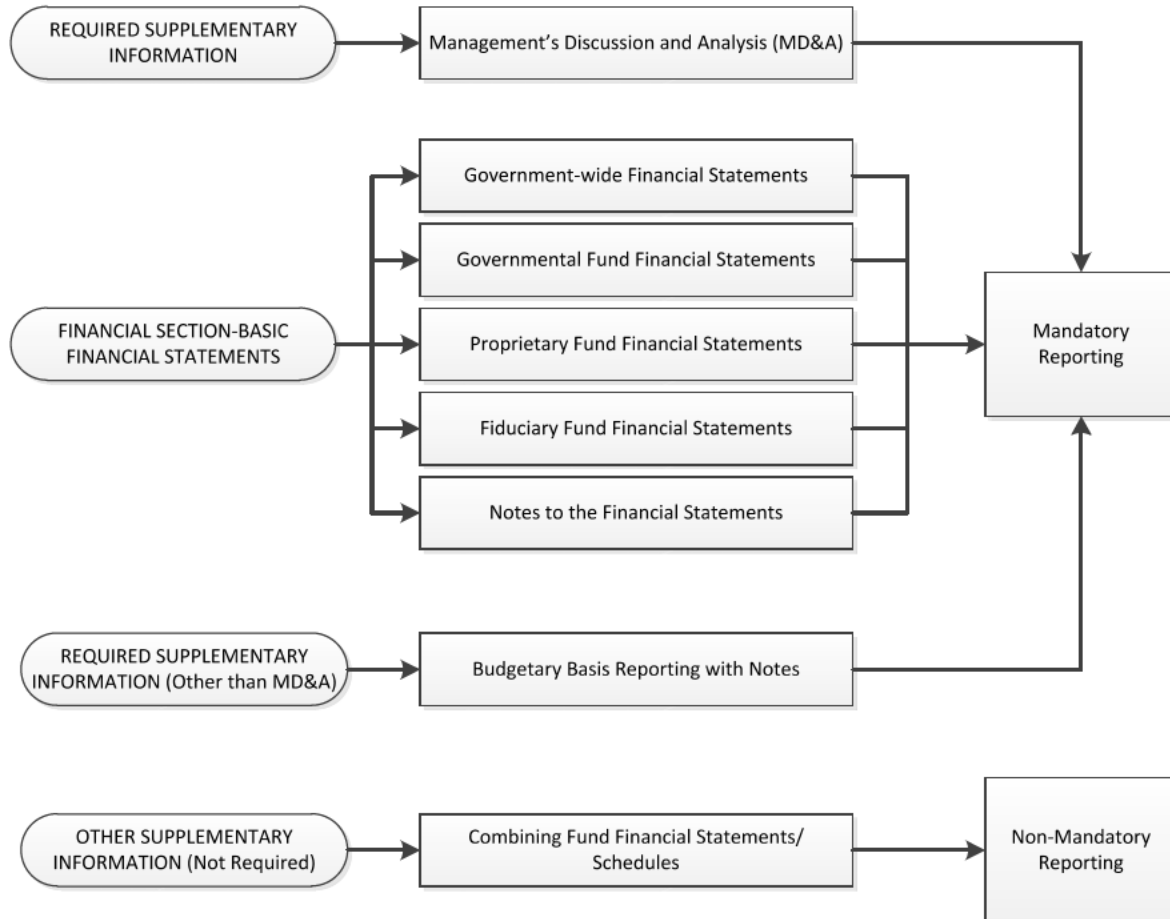 REQUIRED SUPPLEMENTARY
INFORMATION
Management’s Discussion and Analysis (MD&A)
Government-wide Financial Statements
Governmental Fund Financial Statements
FINANCIAL SECTION-BASIC
FINANCIAL STATEMENTS
Proprietary Fund Financial Statements
Mandatory
Reporting
Fiduciary Fund Financial Statements
Notes to the Financial Statements
REQUIRED SUPPLEMENTARY
INFORMATION (Other than MD&A)
Budgetary Basis Reporting with Notes
OTHER SUPPLEMENTARY
INFORMATION (Not Required)
Combining Fund Financial Statements/
Schedules
Non-Mandatory
Reporting